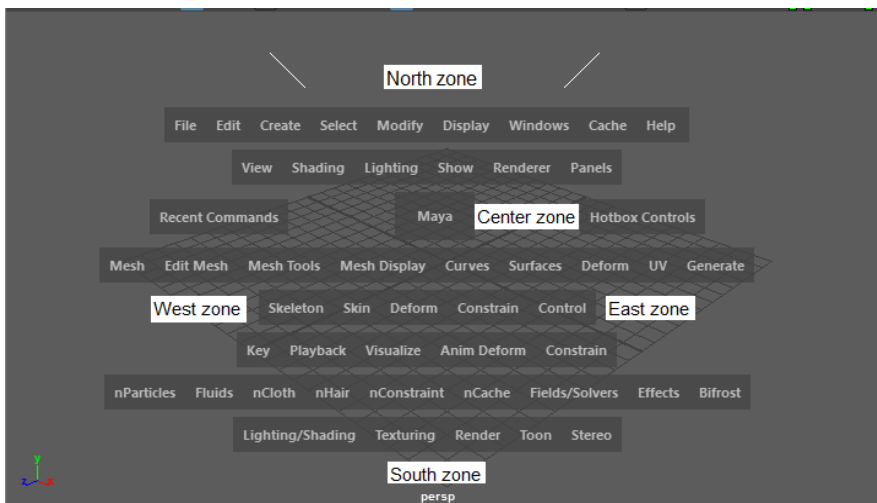 North zone
File Edit Create Select Modify Display Windows Cache Help
View Shading Lighting Show Renderer Panels
Recent Commands Maya Center zone Hotbox Controls
Mesh Edit Mesh Mesh Tools Mesh Display Curves Surfaces Deform UV Generate
West zone Skeleton Skin Deform Constrain Control East zone
Key Playback Visualize Anim Deform Constrain
nParticles Fluids nCloth nHair nConstraint nCache Fields/Solvers Effects Bifrost
Lighting/Shading Texturing Render Toon Stereo
y
z x
South zone
persp